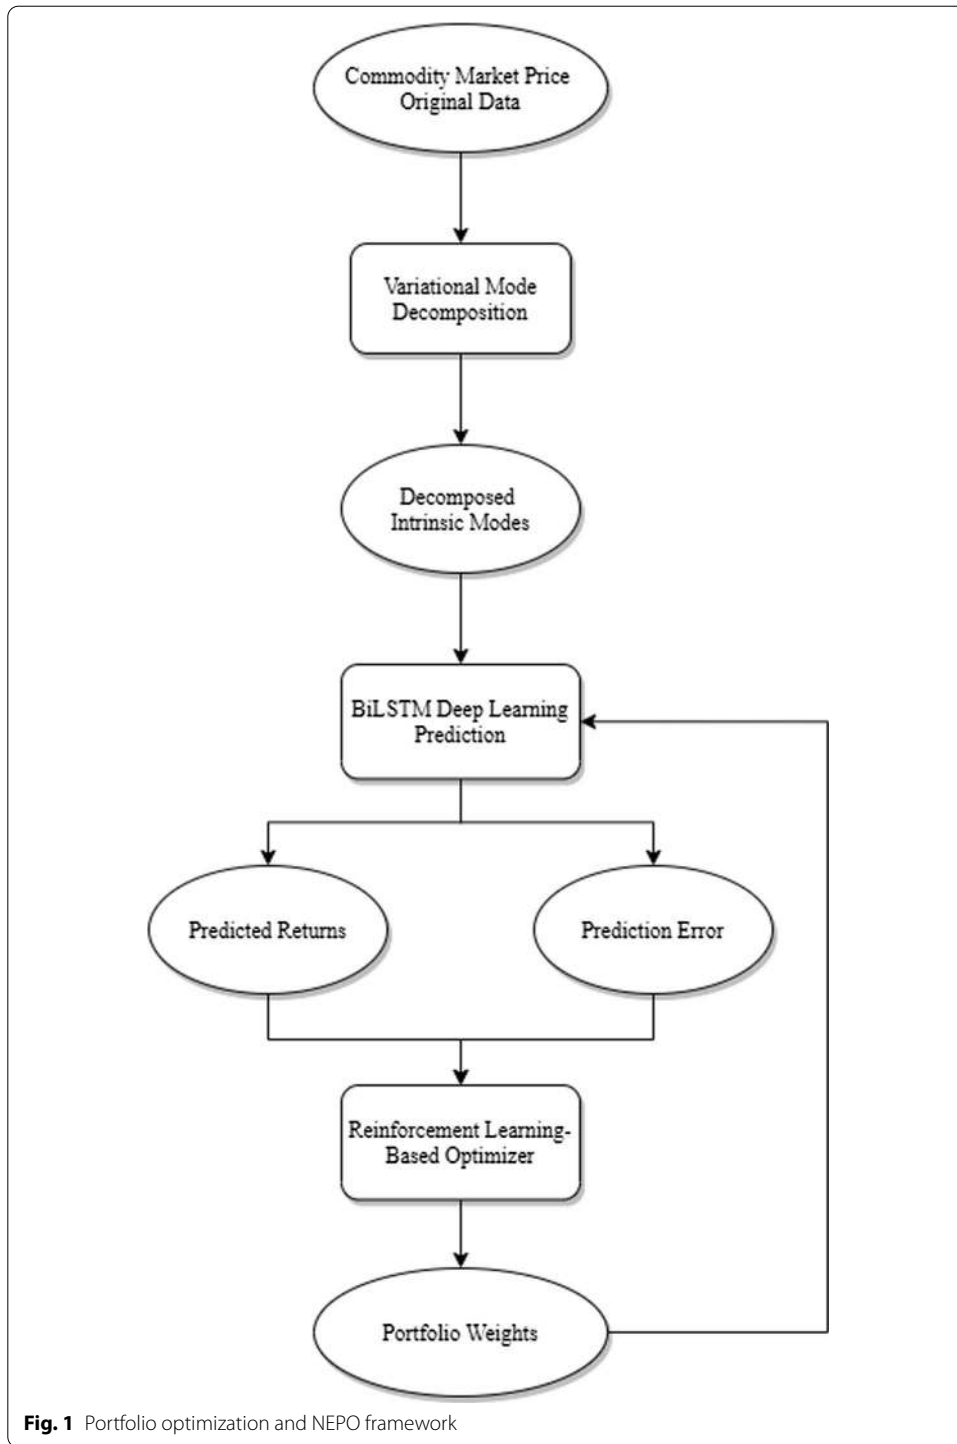 Commodity Market Price
Original Data
Variational Mode
Decomposition
Decomposed
Intrinsic Modes
BiLSTM Deep Learning
Prediction
Predicted Returns
Prediction Error
Reinforcement Learning-
Based Optimizer
Portfolio Weights
Fig. 1 Portfolio optimization and NEPO framework